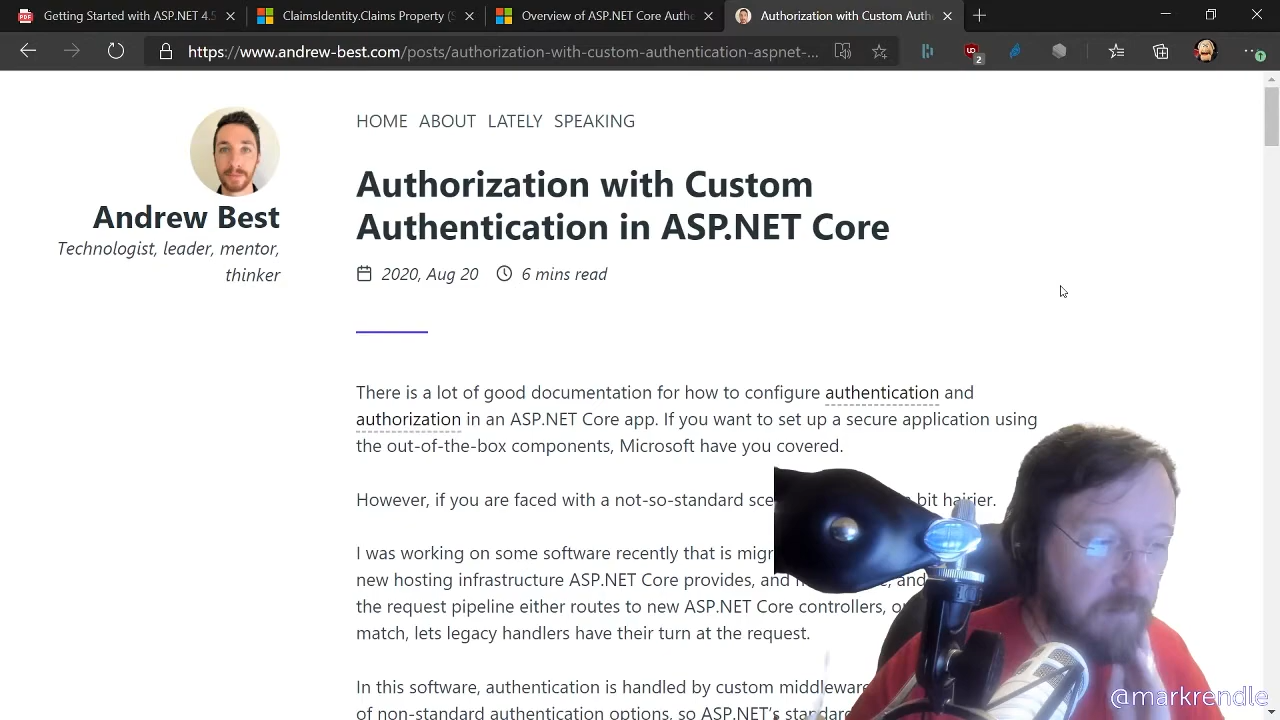 Getting Started with ASP.NET 4.5
ClaimsIdentity.Claims Property (
Overview of ASP.NET Core Authe
Authorization with Custom Auth
https://www.andrew-best.com/posts/authorization-with-custom-authentication-aspnet-...
2
HOME ABOUT LATELY SPEAKING
Andrew Best
Technologist, leader, mentor,
thinker
Authorization with Custom
Authentication in ASP.NET Core
2020, Aug 20 6 mins read
There is a lot of good documentation for how to configure authentication and
authorization in an ASP.NET Core app. If you want to set up a secure application using
the out-of-the-box components, Microsoft have you covered.
However, if you are faced with a not-so-standard sce bit hairier.
I was working on some software recently that is migr
new hosting infrastructure ASP.NET Core provides, and
the request pipeline either routes to new ASP.NET Core controllers, o
match, lets legacy handlers have their turn at the request.
In this software, authentication is handled by custom middleware
of non-standard authentication options, so ASP.NET's standar
@markrendle